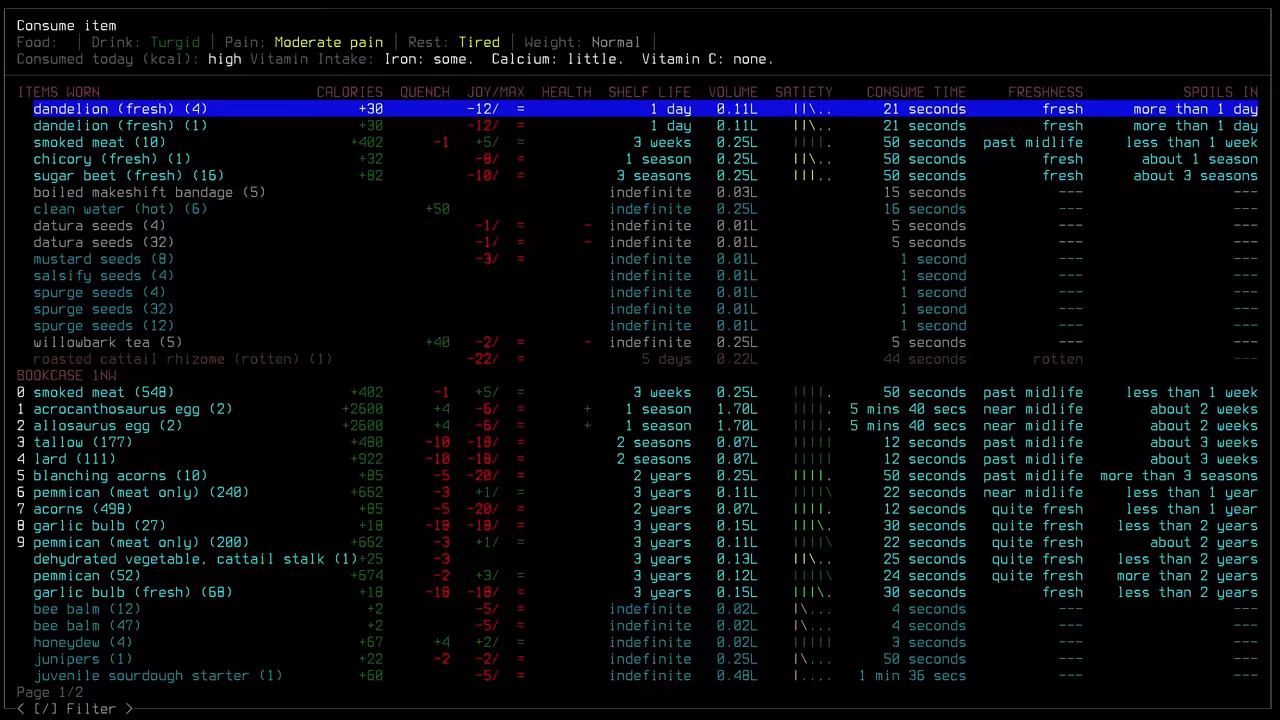 Consume item
Food: | Drink: Turgid | Pain: Moderate pain | Rest: Tired | Weight: Normal |
Consumed today (kcal): high Vitamin Intake: Iron: some. Calcium: little. Vitamin C: none.
ITEMS WORN CALORIES QUENCH JOY/MAX HEALTH SHELF LIFE VOLUME SATIETY CONSUME TIME FRESHNESS SPOILS IN
dandelion (fresh) (4) +30 -12/ = 1 day 0.11L ||\.. 21 seconds fresh more than 1 day
dandelion (fresh) (1) +30 -12/ = 1 day 0.11L ||\.. 21 seconds fresh more than 1 day
smoked meat (10) +402 -1 +5/ = 3 weeks 0.25L ||||. 50 seconds past midlife less than 1 week
chicory (fresh) (1) +32 -8/ = 1 season 0.25L ||\.. 50 seconds fresh about 1 season
sugar beet (fresh) (16) +82 -10/ = 3 seasons 0.25L |||.. 50 seconds fresh about 3 seasons
boiled makeshift bandage (5) indefinite 0.03L 15 seconds --- ---
clean water (hot) (6) +50 indefinite 0.25L 16 seconds --- ---
datura seeds (4) -1/ = - indefinite 0.01L 5 seconds --- ---
datura seeds (32) -1/ = - indefinite 0.01L 5 seconds --- ---
mustard seeds (8) -3/ = indefinite 0.01L 1 second --- ---
salsify seeds (4) indefinite 0.01L 1 second --- ---
spurge seeds (4) indefinite 0.01L 1 second --- ---
spurge seeds (32) indefinite 0.01L 1 second --- ---
spurge seeds (12) indefinite 0.01L 1 second --- ---
willowbark tea (5) +40 -2/ = - indefinite 0.25L 5 seconds --- ---
roasted cattail rhizome (rotten) (1) -22/ = 5 days 0.22L 44 seconds rotten ---
BOOKCASE 1NW
0 smoked meat (548) +402 -1 +5/ = 3 weeks 0.25L ||||. 50 seconds past midlife less than 1 week
1 acrocanthosaurus egg (2) +2600 +4 -6/ = + 1 season 1.70L ||||. 5 mins 40 secs near midlife about 2 weeks
2 allosaurus egg (2) +2600 +4 -6/ = + 1 season 1.70L ||||. 5 mins 40 secs near midlife about 2 weeks
3 tallow (177) +480 -10 -18/ = 2 seasons 0.07L ||||| 12 seconds past midlife about 3 weeks
4 lard (111) +922 -10 -18/ = 2 seasons 0.07L ||||| 12 seconds past midlife about 3 weeks
5 blanching acorns (10) +85 -5 -20/ = 2 years 0.25L ||||. 50 seconds past midlife more than 3 seasons
6 pemmican (meat only) (240) +662 -3 +1/ = 3 years 0.11L ||||\ 22 seconds near midlife less than 1 year
7 acorns (498) +85 -5 -20/ = 2 years 0.07L ||||. 12 seconds quite fresh less than 1 year
8 garlic bulb (27) +18 -18 -18/ = 3 years 0.15L |||\. 30 seconds quite fresh less than 2 years
9 pemmican (meat only) (200) +662 -3 +1/ = 3 years 0.11L ||||\ 22 seconds quite fresh about 2 years
dehydrated vegetable, cattail stalk (1)+25 -3 3 years 0.13L ||\.. 25 seconds quite fresh less than 2 years
pemmican (52) +674 -2 +3/ = 3 years 0.12L ||||\ 24 seconds quite fresh more than 2 years
garlic bulb (fresh) (68) +18 -18 -18/ = 3 years 0.15L |||\. 30 seconds fresh less than 2 years
bee balm (12) +2 -5/ = indefinite 0.02L |\... 4 seconds --- ---
bee balm (47) +2 -5/ = indefinite 0.02L |\... 4 seconds --- ---
honeydew (4) +67 +4 +2/ = indefinite 0.02L ||||| 3 seconds --- ---
junipers (1) +22 -2 -2/ = indefinite 0.25L |\... 50 seconds --- ---
juvenile sourdough starter (1) +60 -5/ = indefinite 0.48L |.... 1 min 36 secs --- ---
Page 1/2
< [/] Filter >